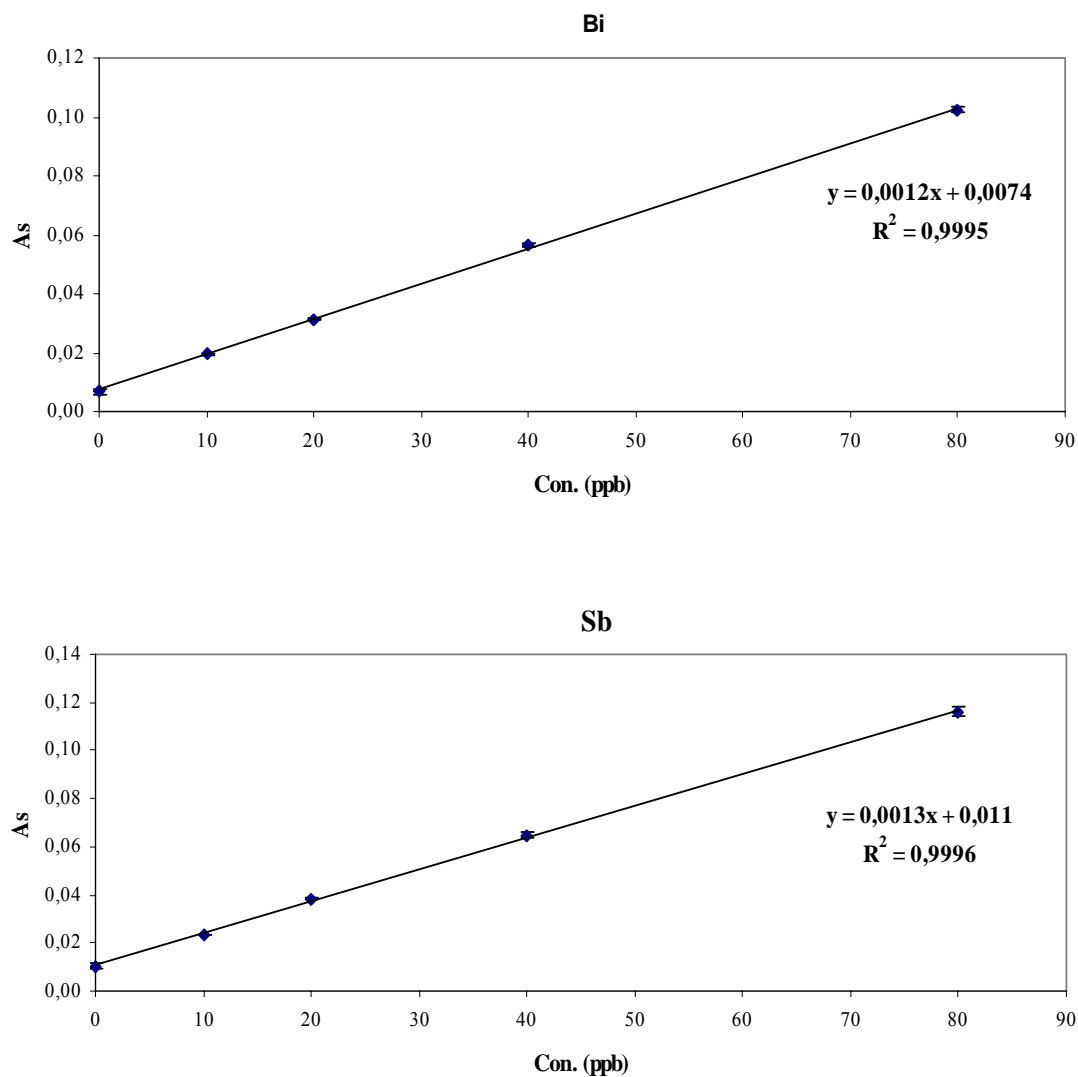 Bi
0,12
0,10
0,08
0,06
0,04
0,02
0,00
As
y = 0,0012x + 0,0074
R² = 0,9995
0 10 20 30 40 50 60 70 80 90
Con. (ppb)
Sb
0,14
0,12
0,10
0,08
0,06
0,04
0,02
0,00
As
y = 0,0013x + 0,011
R² = 0,9996
0 10 20 30 40 50 60 70 80 90
Con. (ppb)